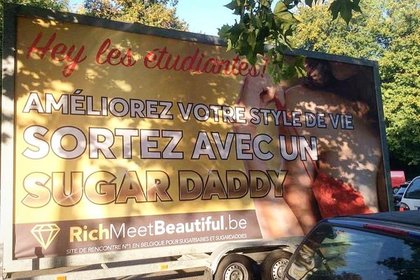 Hey les étudiantes!
AMÉLIOREZ VOTRE STYLE DE VIE
SORTEZ AVEC UN
SUGAR DADDY
RichMeetBeautiful.be
SITE DE RENCONTRE N°1 EN BELGIQUE POUR SUGARBABIES ET SUGARDADDIES